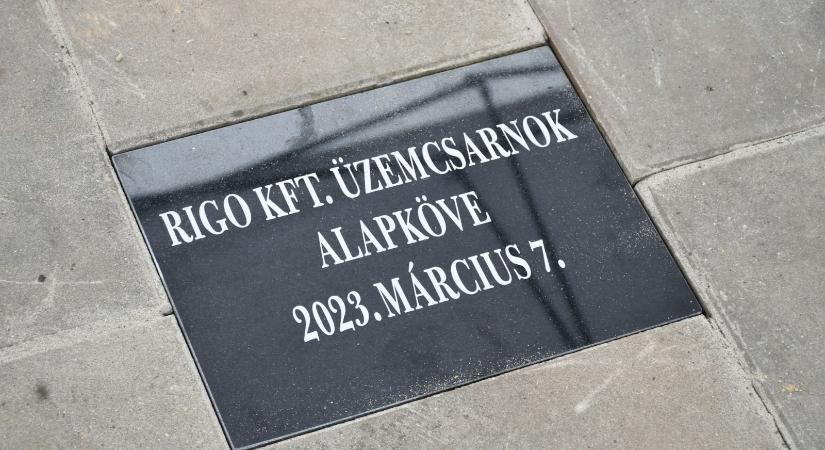 RIGO KFT. ÜZEMCSARNOK
ALAPKÖVE
2023.MÁRCIUS 7.